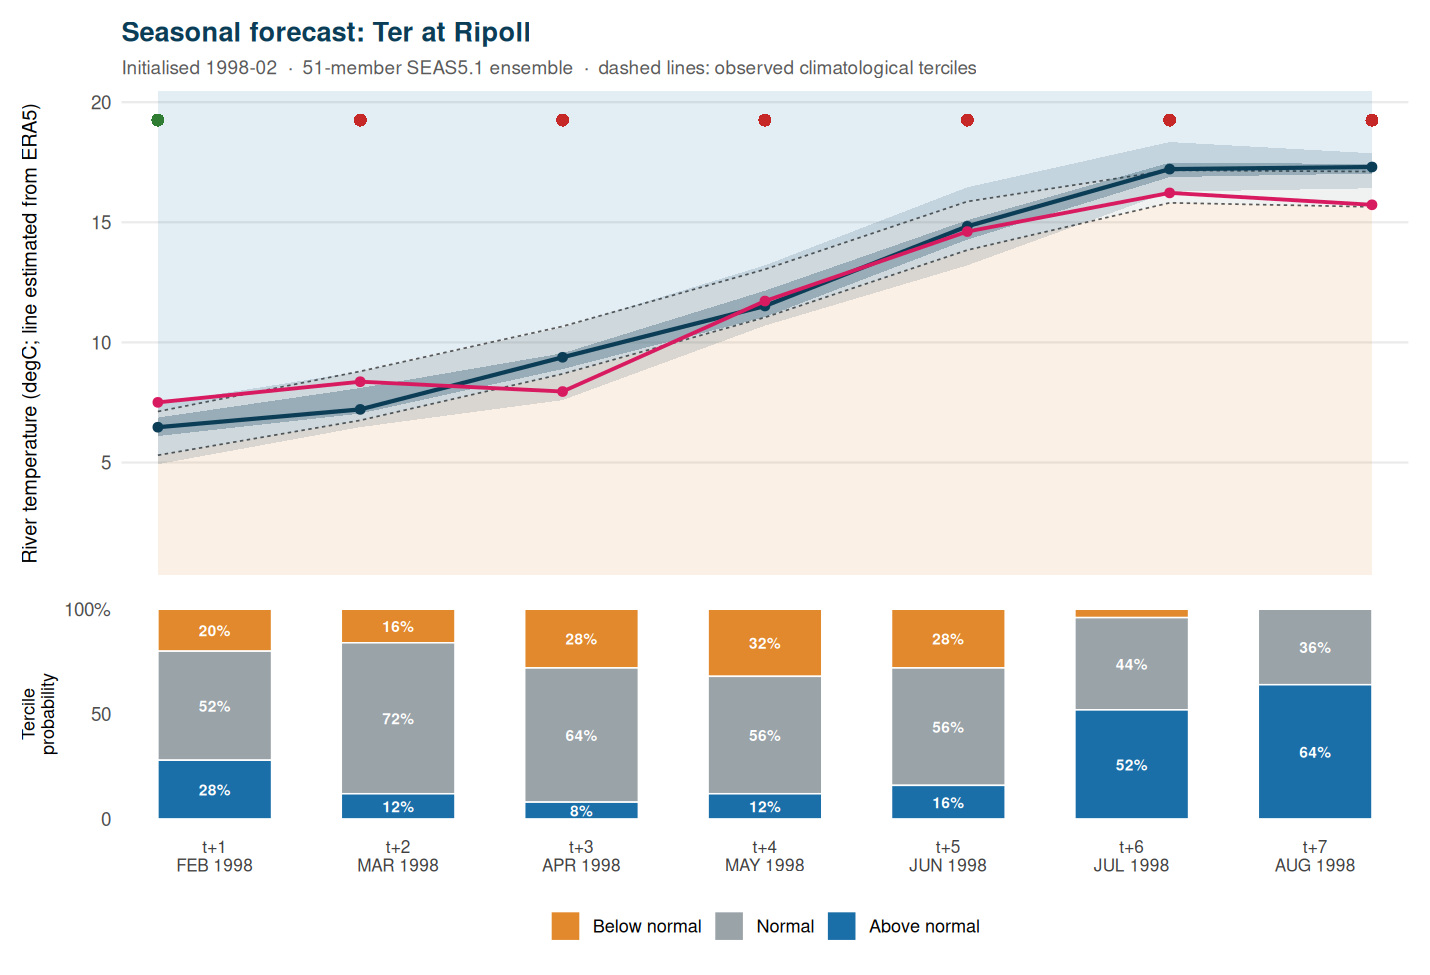 Seasonal forecast: Ter at Ripoll
Initialised 1998-02 · 51-member SEAS5.1 ensemble · dashed lines: observed climatological terciles
River temperature (degC; line estimated from ERA5)
20
15
10
5
Tercile
probability
100%
50
0
20%
52%
28%
16%
72%
12%
28%
64%
8%
32%
56%
12%
28%
56%
16%
44%
52%
36%
64%
t+1
FEB 1998
t+2
MAR 1998
t+3
APR 1998
t+4
MAY 1998
t+5
JUN 1998
t+6
JUL 1998
t+7
AUG 1998
Below normal
Normal
Above normal